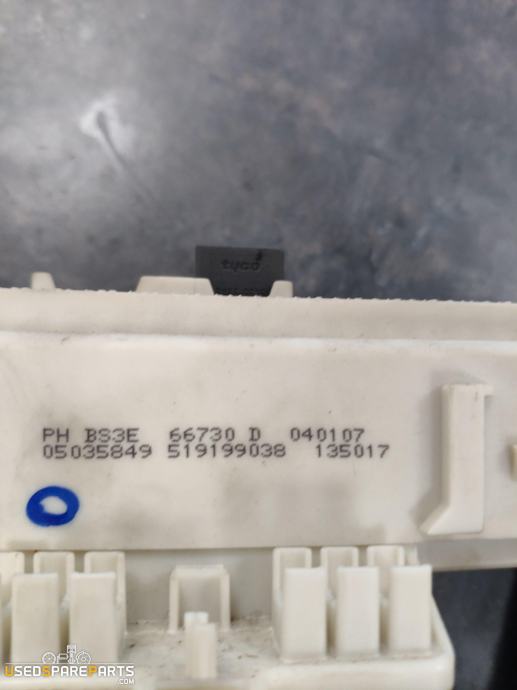 tyco
PH BS3E 66730 D 040107
05035849 519199038 135017
USEDSPAREPARTS
.COM